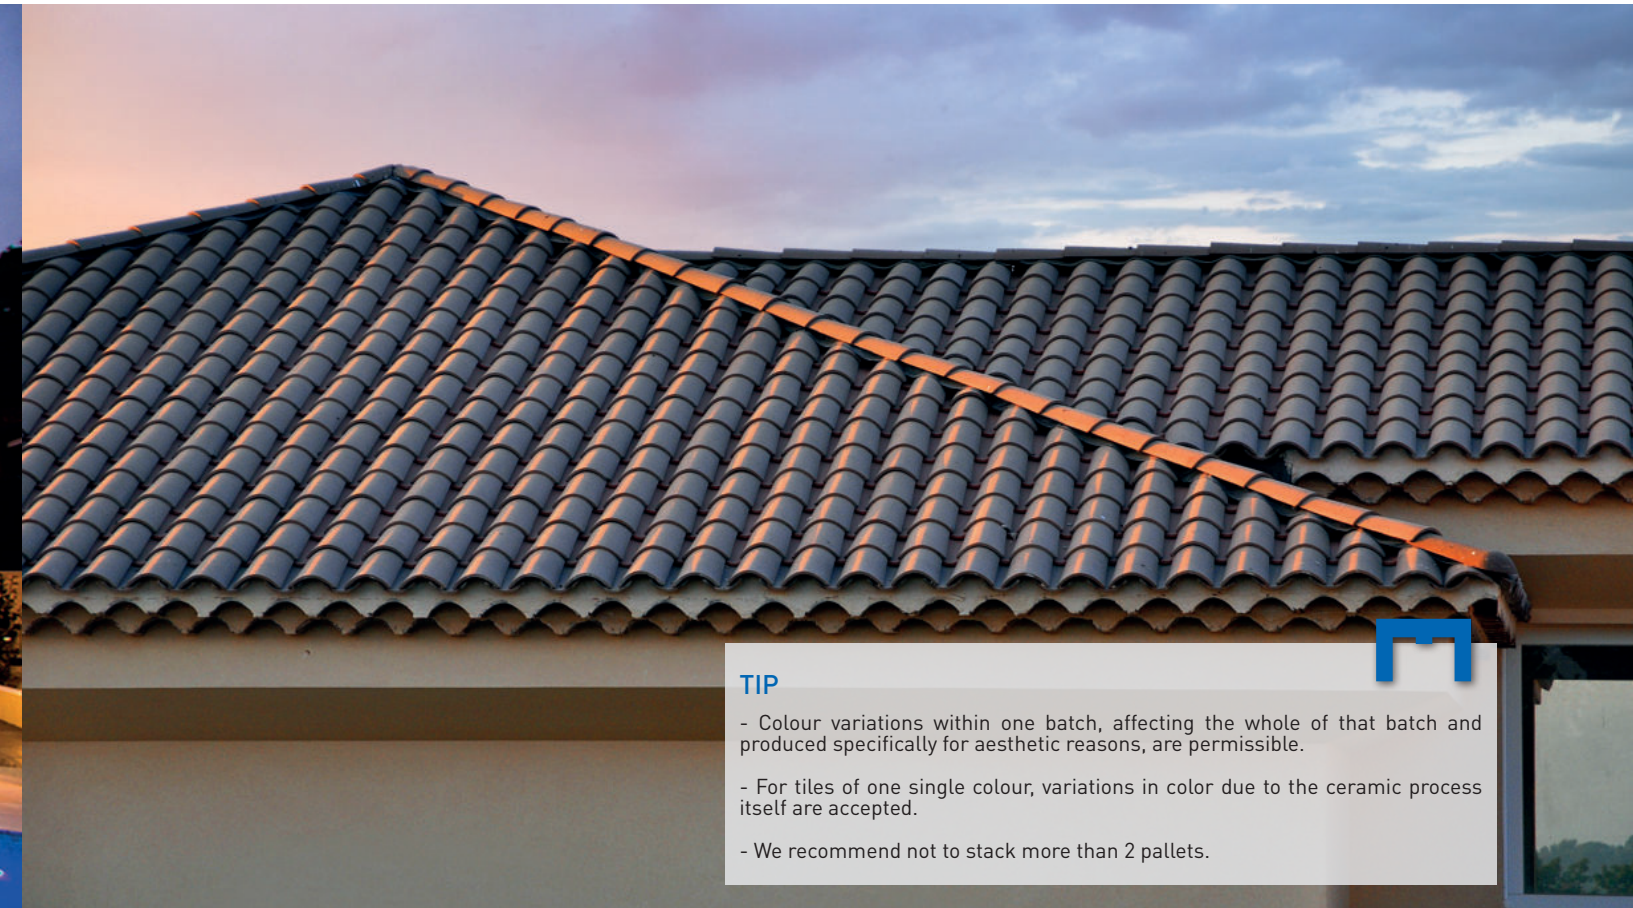 TIP
- Colour variations within one batch, affecting the whole of that batch and
produced specifically for aesthetic reasons, are permissible.
- For tiles of one single colour, variations in color due to the ceramic process
itself are accepted.
- We recommend not to stack more than 2 pallets.